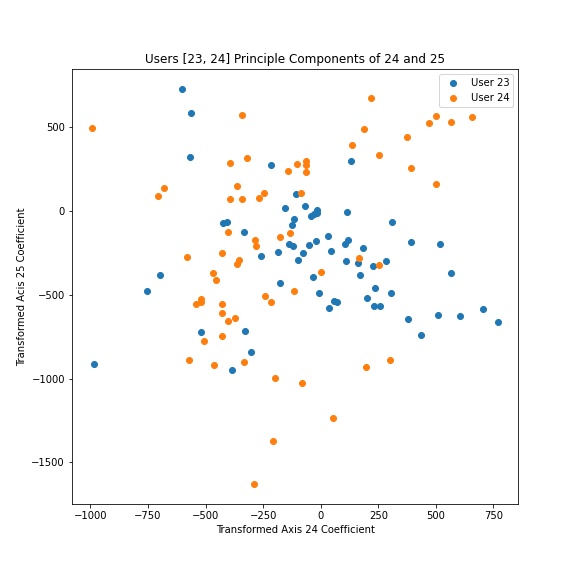 Users [23, 24] Principle Components of 24 and 25
User 23
User 24
Transformed Acis 25 Coefficient
500
0
−500
−1000
−1500
−1000
−750
−500
−250
0
250
500
750
Transformed Axis 24 Coefficient